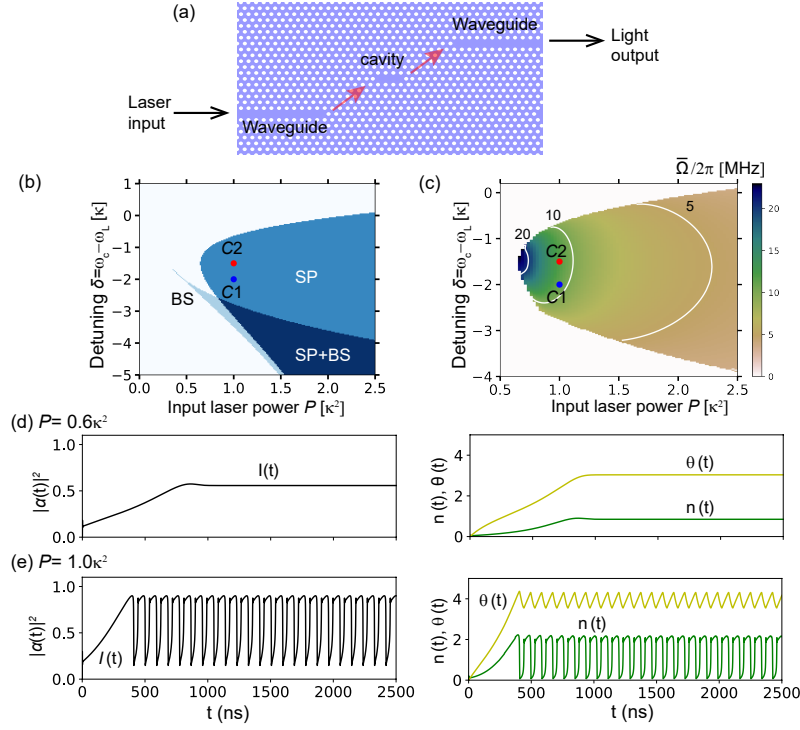 (a)
Waveguide
cavity
Light
output
Laser
input
Waveguide
(b)
Detuning δ=ω_c–ω_L [κ]
1
0
−1
−2
−3
−4
−5
C2
C1
SP
BS
SP+BS
0.0 0.5 1.0 1.5 2.0 2.5
Input laser power P [κ²]
(c)
Ω̅/2π [MHz]
Detuning δ=ω_c–ω_L [κ]
0
−1
−2
−3
−4
20
10
5
C2
C1
0.5 1.0 1.5 2.0 2.5
Input laser power P [κ²]
20
15
10
5
0
(d) P= 0.6κ²
|α(t)|²
1.0
0.5
0.0
I(t)
n (t), θ (t)
4
2
0
θ (t)
n (t)
(e) P= 1.0κ²
|α(t)|²
1.0
0.5
0.0
I (t)
0 500 1000 1500 2000 2500
t (ns)
n (t), θ (t)
4
2
0
θ (t)
n (t)
0 500 1000 1500 2000 2500
t (ns)